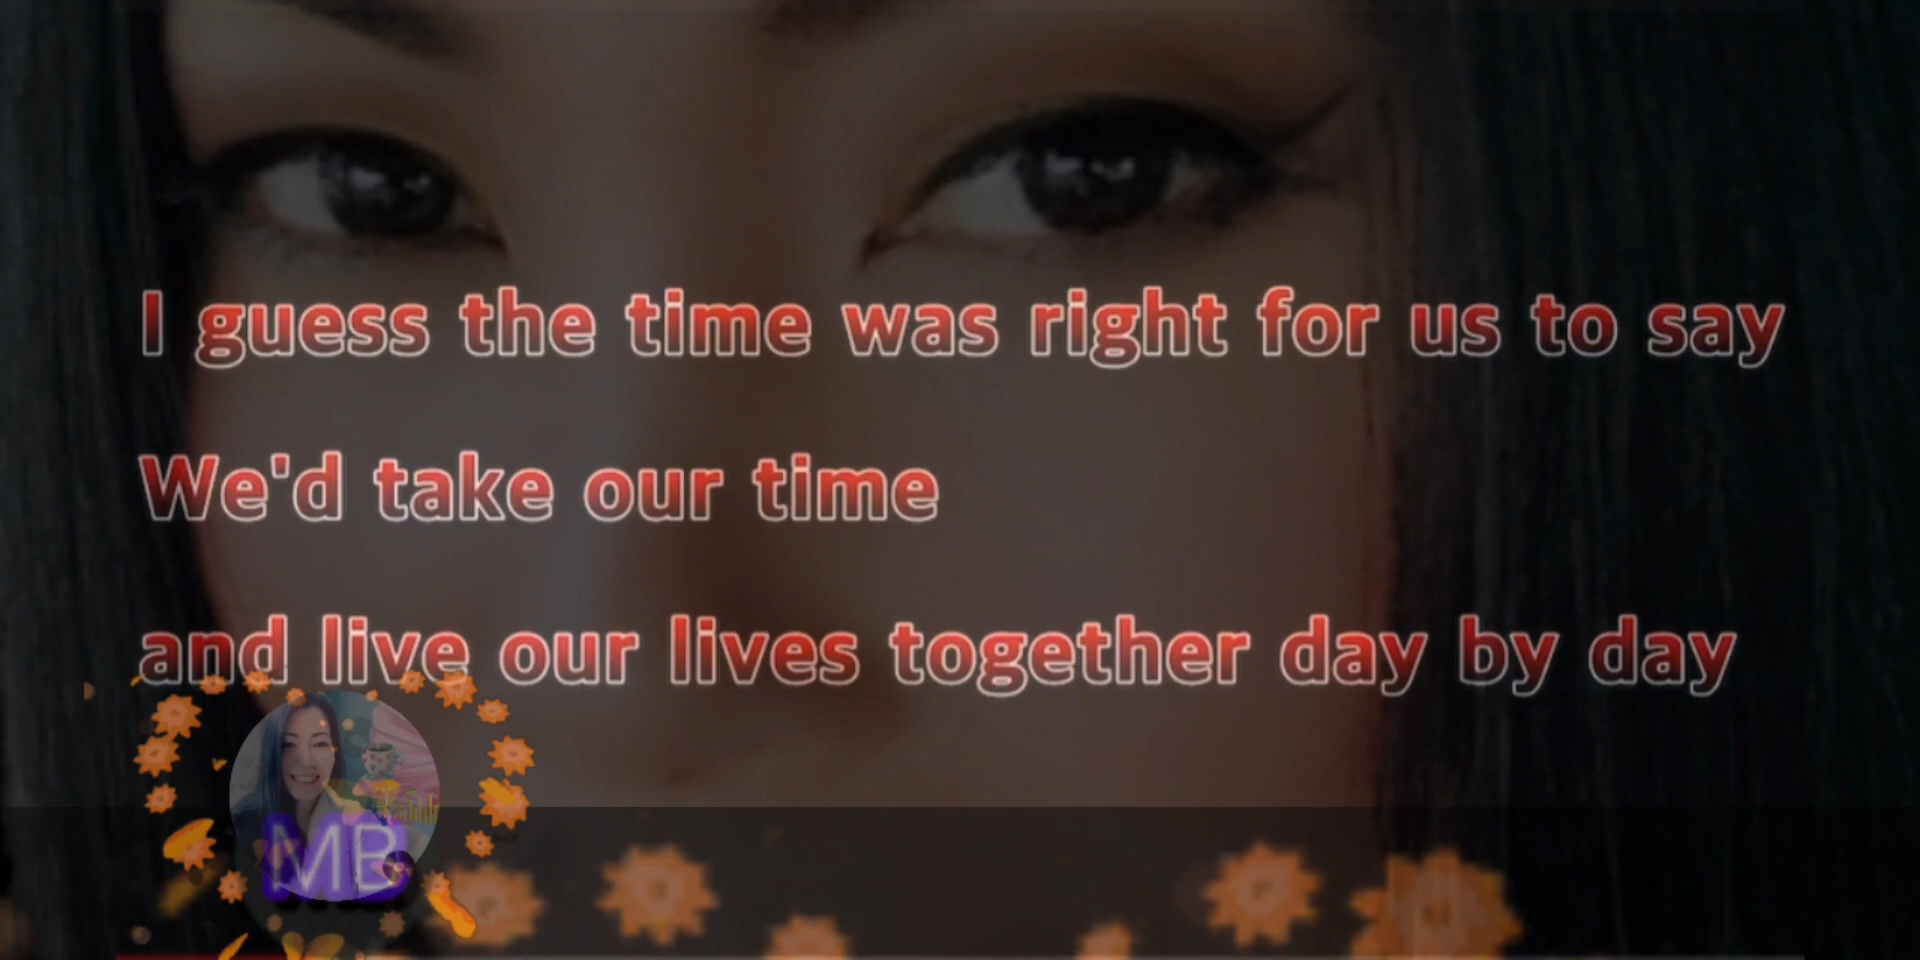 I guess the time was right for us to say
We'd take our time
and live our lives together day by day
MB